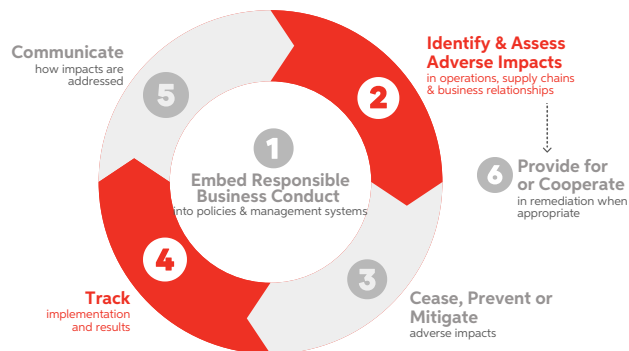 Communicate
how impacts are
addressed
5
Identify & Assess
Adverse Impacts
in operations, supply chains
& business relationships
2
1
Embed Responsible
Business Conduct
into policies & management systems
6
Provide for
or Cooperate
in remediation when
appropriate
4
Track
implementation
and results
3
Cease, Prevent or
Mitigate
adverse impacts